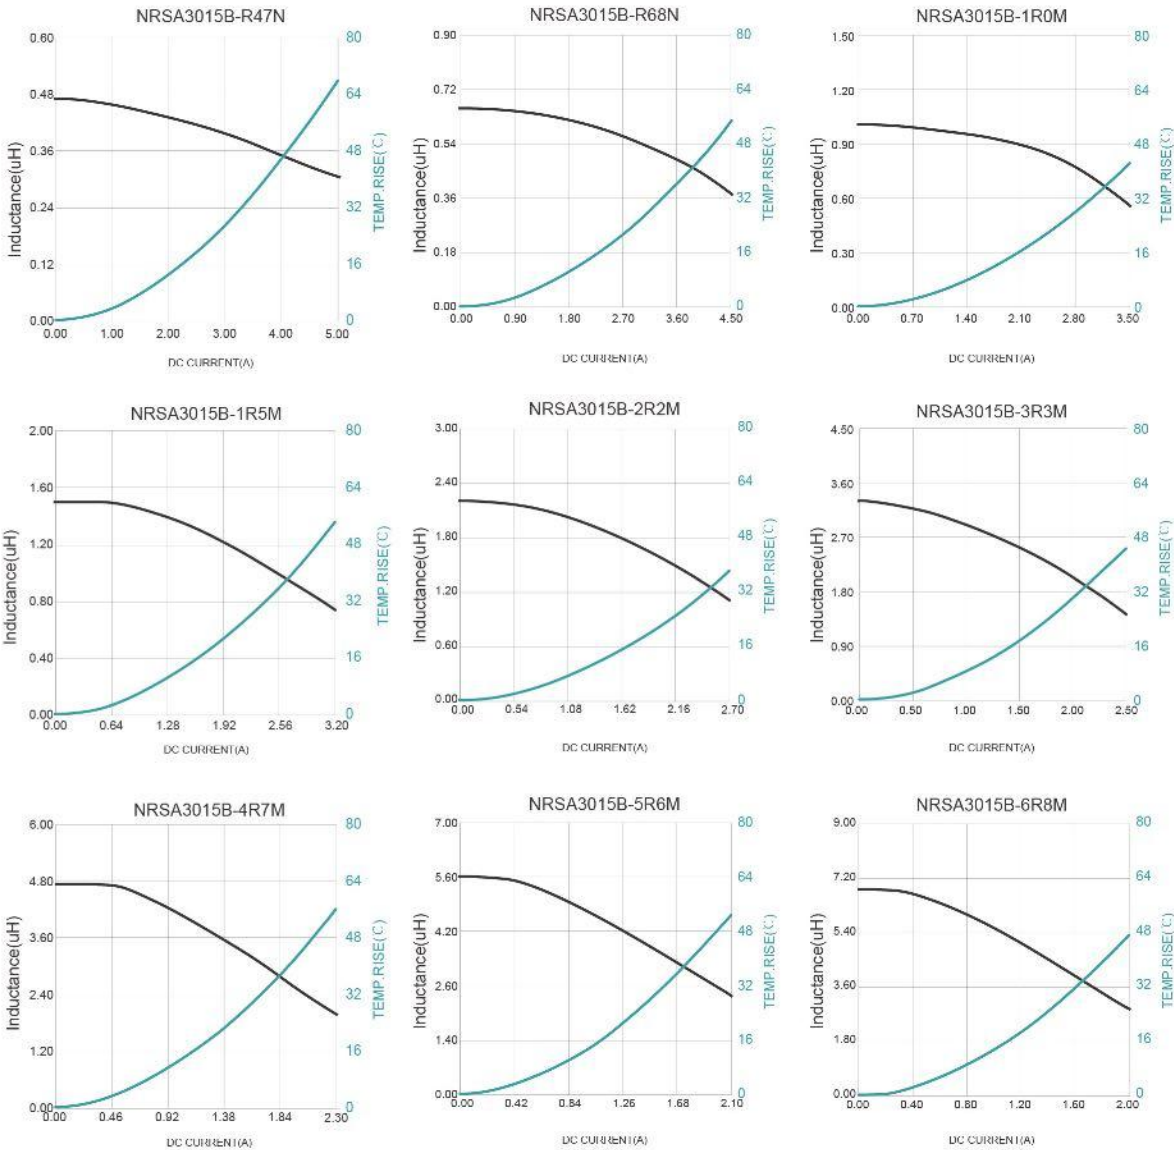 NRSA3015B-R47N
0.60
0.48
0.36
0.24
0.12
0.00
80
64
48
32
16
0
0.00 1.00 2.00 3.00 4.00 5.00
Inductance(uH)
TEMP.RISE(℃)
DC CURRENT(A)
NRSA3015B-R68N
0.90
0.72
0.54
0.36
0.18
0.00
80
64
48
32
16
0
0.00 0.90 1.80 2.70 3.60 4.50
Inductance(uH)
TEMP.RISE(℃)
DC CURRENT(A)
NRSA3015B-1R0M
1.50
1.20
0.90
0.60
0.30
0.00
80
64
48
32
16
0
0.00 0.70 1.40 2.10 2.80 3.50
Inductance(uH)
TEMP.RISE(℃)
DC CURRENT(A)
NRSA3015B-1R5M
2.00
1.60
1.20
0.80
0.40
0.00
80
64
48
32
16
0
0.00 0.64 1.28 1.92 2.56 3.20
Inductance(uH)
TEMP.RISE(℃)
DC CURRENT(A)
NRSA3015B-2R2M
3.00
2.40
1.80
1.20
0.60
0.00
80
64
48
32
16
0
0.00 0.54 1.08 1.62 2.16 2.70
Inductance(uH)
TEMP.RISE(℃)
DC CURRENT(A)
NRSA3015B-3R3M
4.50
3.60
2.70
1.80
0.90
0.00
80
64
48
32
16
0
0.00 0.50 1.00 1.50 2.00 2.50
Inductance(uH)
TEMP.RISE(℃)
DC CURRENT(A)
NRSA3015B-4R7M
6.00
4.80
3.60
2.40
1.20
0.00
80
64
48
32
16
0
0.00 0.46 0.92 1.38 1.84 2.30
Inductance(uH)
TEMP.RISE(℃)
DC CURRENT(A)
NRSA3015B-5R6M
7.00
5.60
4.20
2.60
1.40
0.00
80
64
48
32
16
0
0.00 0.42 0.84 1.26 1.68 2.10
Inductance(uH)
TEMP.RISE(℃)
DC CURRENT(A)
NRSA3015B-6R8M
9.00
7.20
5.40
3.60
1.80
0.00
80
64
48
32
16
0
0.00 0.40 0.80 1.20 1.60 2.00
Inductance(uH)
TEMP.RISE(℃)
DC CURRENT(A)